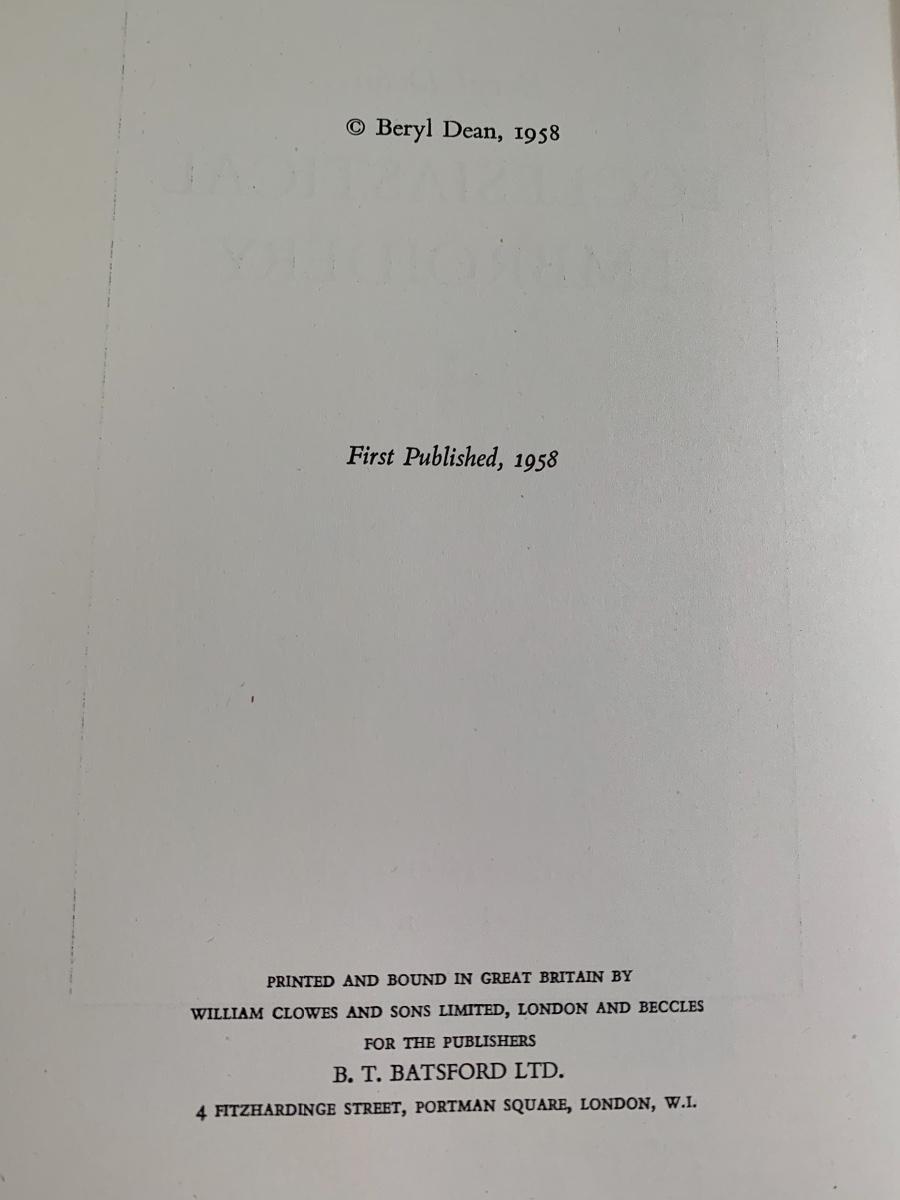 © Beryl Dean, 1958
First Published, 1958
PRINTED AND BOUND IN GREAT BRITAIN BY
WILLIAM CLOWES AND SONS LIMITED, LONDON AND BECCLES
FOR THE PUBLISHERS
B. T. BATSFORD LTD.
4 FITZHARDINGE STREET, PORTMAN SQUARE, LONDON, W.I.